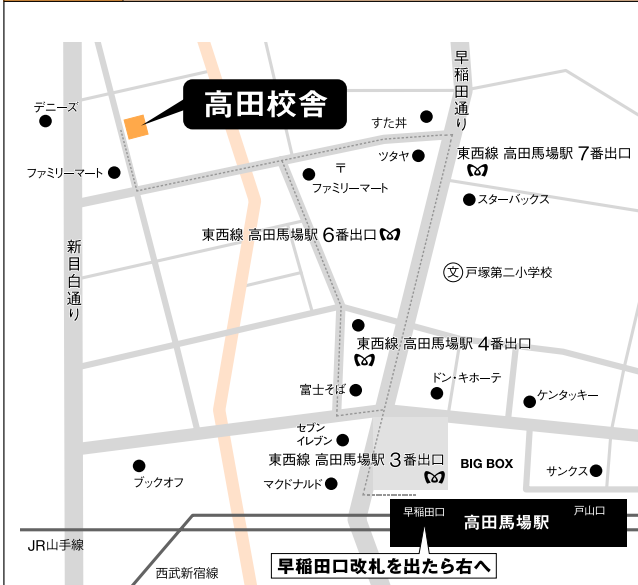 早稲田通り
デニーズ
高田校舎
すた丼
ツタヤ
東西線 高田馬場駅 7番出口
〒
ファミリーマート
ファミリーマート
スターバックス
東西線 高田馬場駅 6番出口
新目白通り
文 戸塚第二小学校
東西線 高田馬場駅 4番出口
ドン・キホーテ
富士そば
ケンタッキー
セブン
イレブン
東西線 高田馬場駅 3番出口
BIG BOX
サンクス
ブックオフ
マクドナルド
早稲田口
高田馬場駅
戸山口
JR山手線
早稲田口改札を出たら右へ
西武新宿線